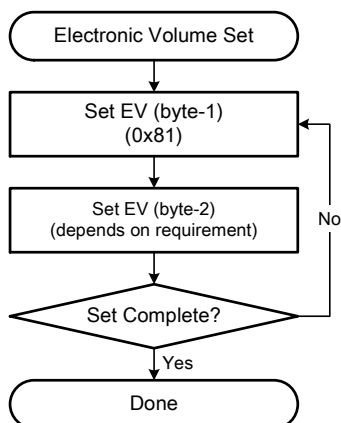 Electronic Volume Set
Set EV (byte-1)
(0x81)
Set EV (byte-2)
(depends on requirement)
No
Set Complete?
Yes
Done